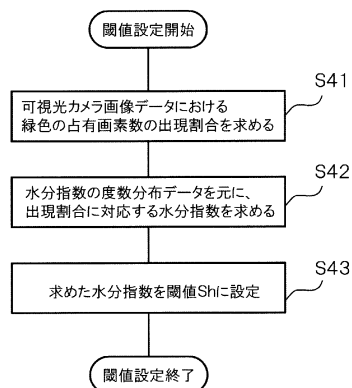 閾値設定開始
S41
可視光カメラ画像データにおける
緑色の占有画素数の出現割合を求める
S42
水分指数の度数分布データを元に、
出現割合に対応する水分指数を求める
S43
求めた水分指数を閾値Shに設定
閾値設定終了